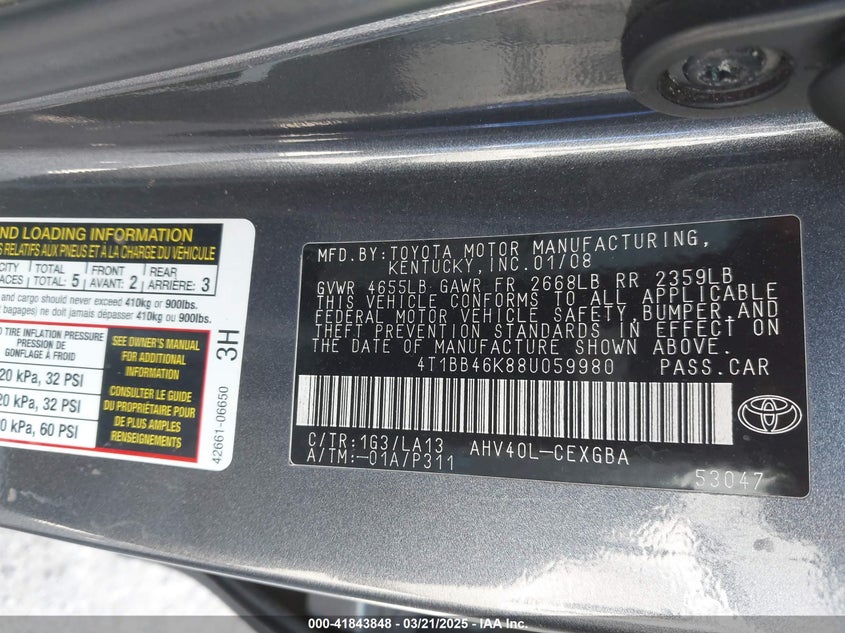 ND LOADING INFORMATION
S RELATIFS AUX PNEUS ET À LA CHARGE DU VÉHICULE
CITY TOTAL FRONT REAR
ACES TOTAL: 5 AVANT: 2 ARRIÈRE: 3
and cargo should never exceed 410kg or 900lbs.
bagages) ne doit jamais dépasser 410kg ou 900lbs.
TIRE INFLATION PRESSURE
PRESSION DE
GONFLAGE À FROID
20 kPa, 32 PSI
20 kPa, 32 PSI
0 kPa, 60 PSI
SEE OWNER'S MANUAL
FOR ADDITIONAL
INFORMATION
CONSULTER LE GUIDE
DU PROPRIÉTAIRE POUR
DE PLUS AMPLES
RENSEIGNEMENTS
42661-06650
3H
MFD.BY:TOYOTA MOTOR MANUFACTURING,
KENTUCKY,INC.01/08
GVWR 4655LB GAWR FR 2668LB RR 2359LB
THIS VEHICLE CONFORMS TO ALL APPLICABLE
FEDERAL MOTOR VEHICLE SAFETY,BUMPER,AND
THEFT PREVENTION STANDARDS IN EFFECT ON
THE DATE OF MANUFACTURE SHOWN ABOVE.
4T1BB46K88U059980 PASS.CAR
C/TR:1G3/LA13 AHV40L-CEXGBA
A/TM:-01A/P311
53047
© - 41843848 - 03/21/2025 - IAA Inc.